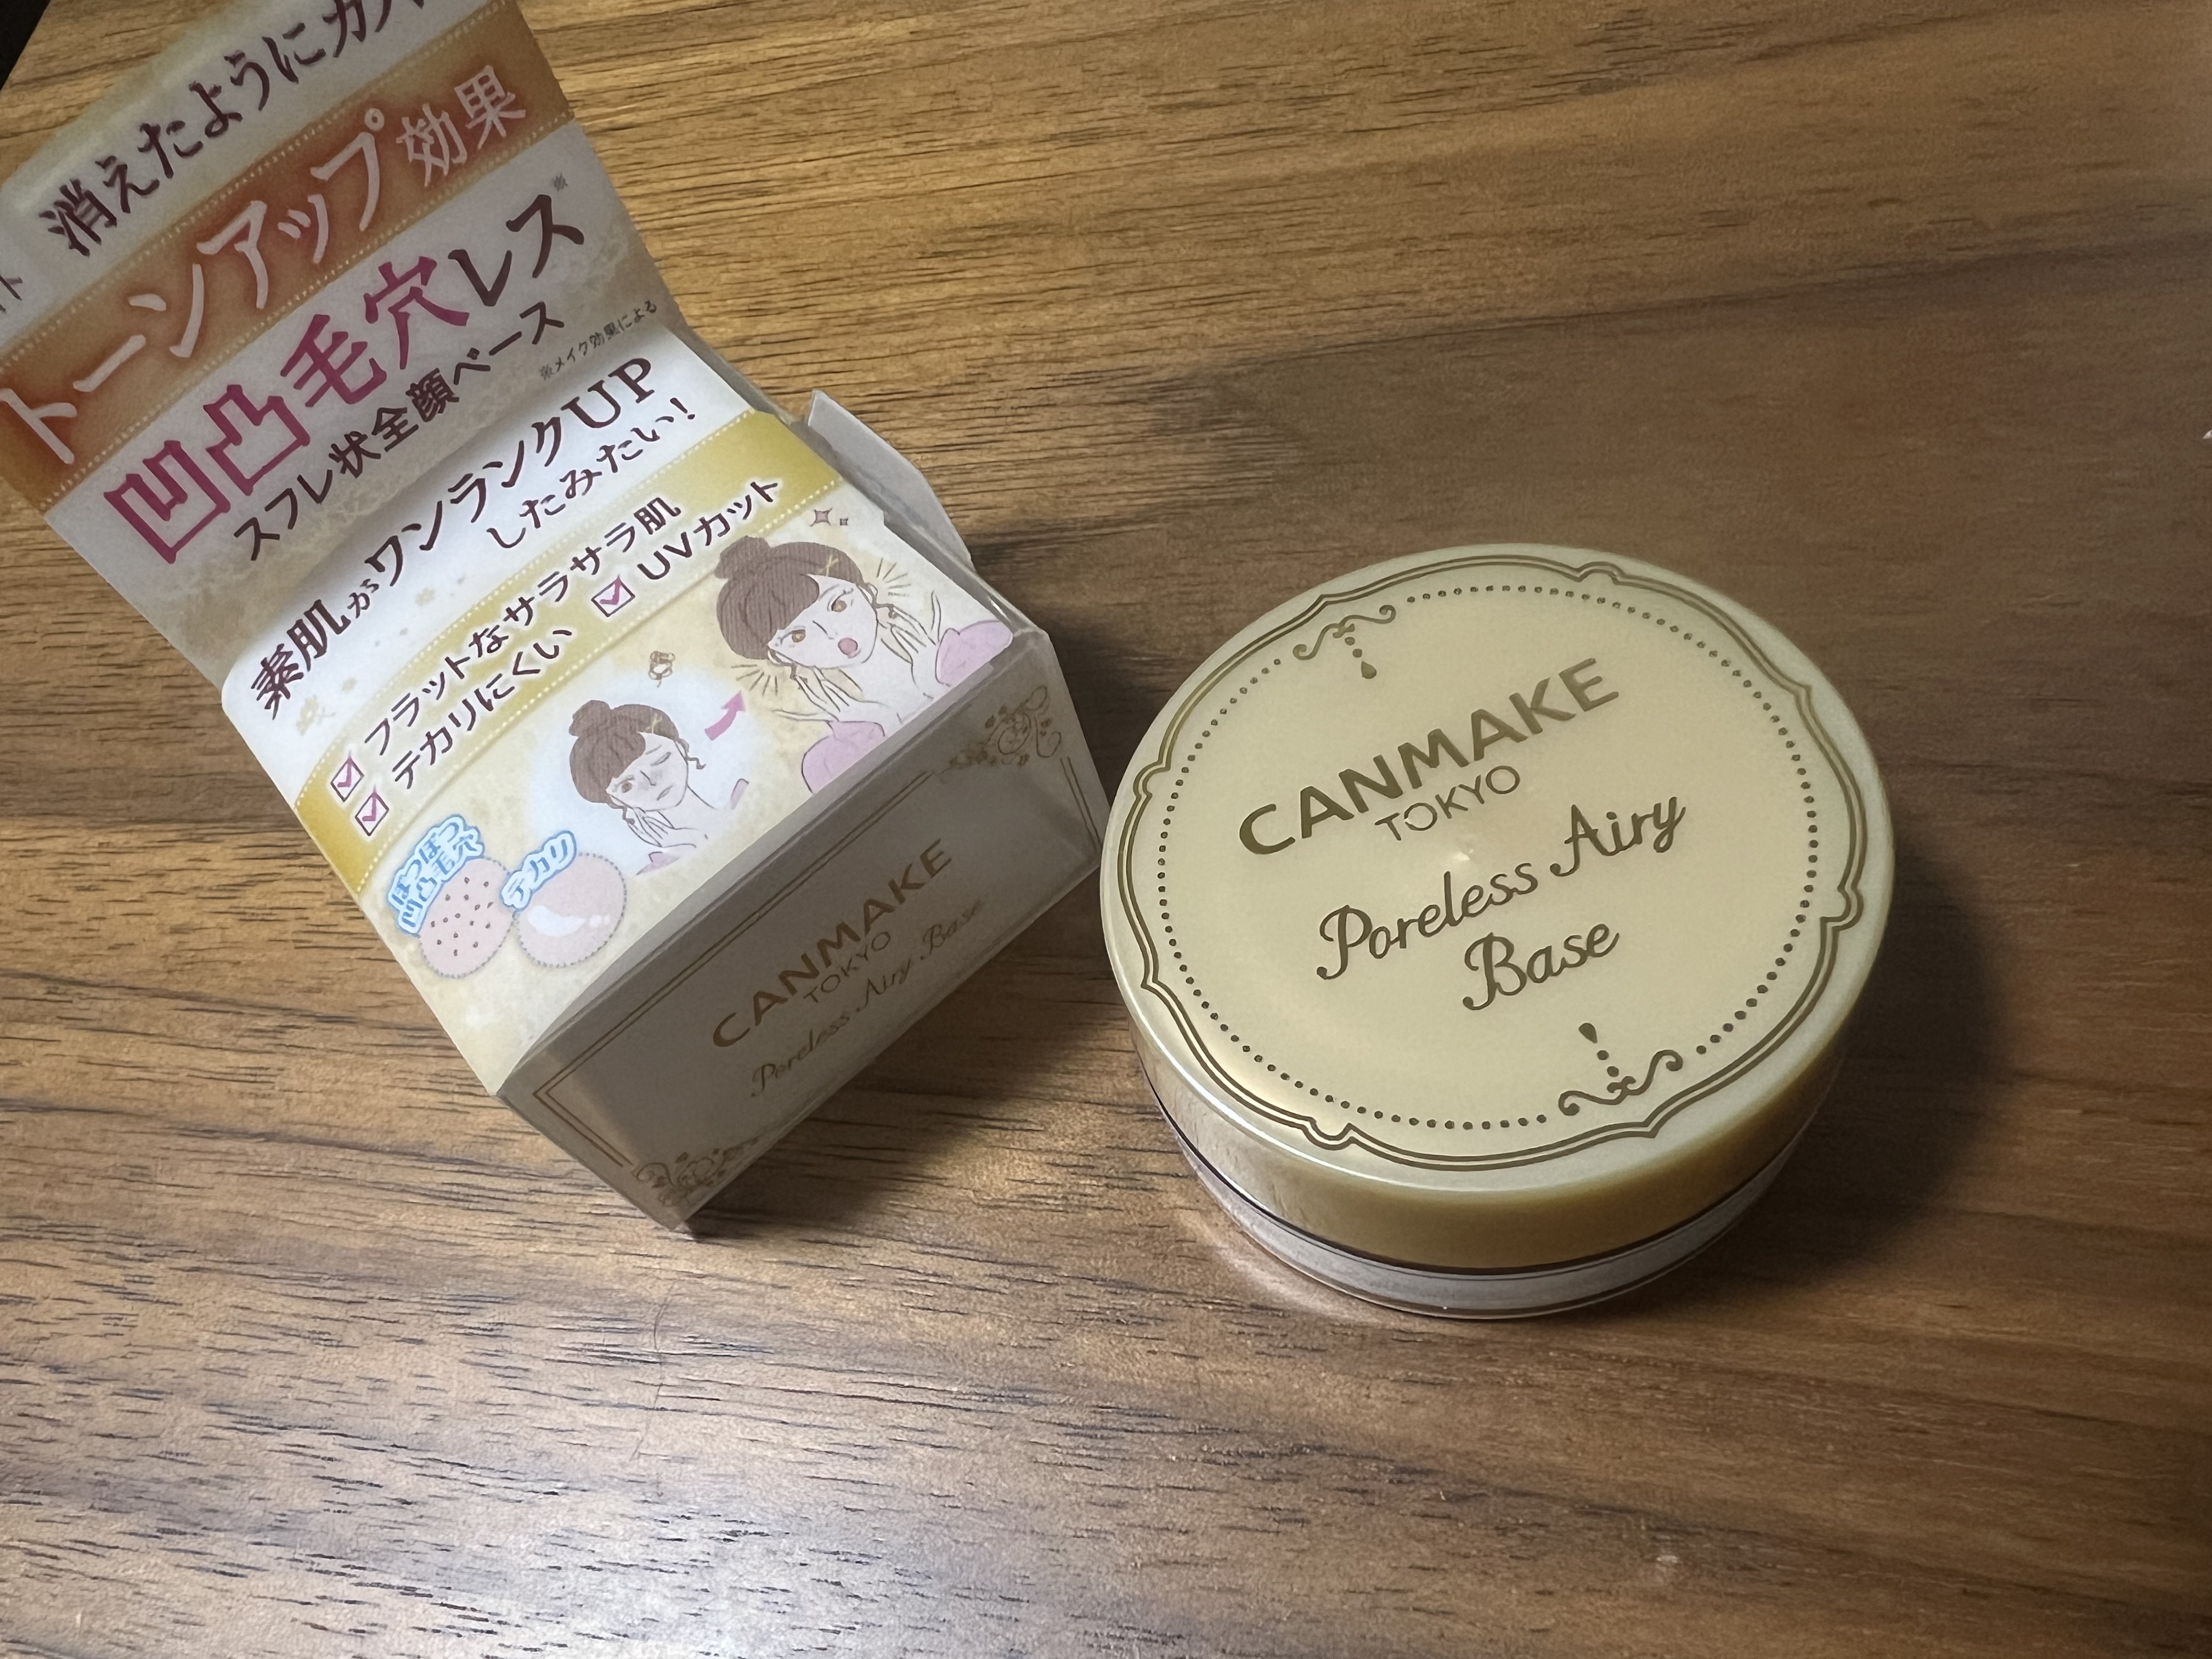 消えたように
トーンアップ効果
凹凸毛穴レス※
スフレ状全顔ベース
※メイク効果による
素肌がワンランクUP
したみたい!
フラットなサラサラ肌
テカリにくい
UVカット
ぽつぽつ
凹凸毛穴
テカリ
CANMAKE
TOKYO
Poreless Airy Base
CANMAKE
TOKYO
Poreless Airy
Base